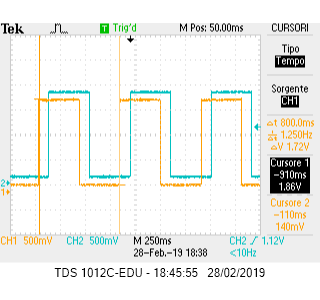 Tek Trig'd M Pos: 50.00ms CURSORI
Tipo
Tempo
Sorgente
CH1
Δt 800.0ms
1/Δt 1.250Hz
ΔV 1.72V
Cursore 1
-910ms
1.86V
Cursore 2
-110ms
140mV
2
1
CH1 500mV CH2 500mV M 250ms CH2 / 1.12V
28-Feb.-19 18:38 <10Hz
TDS 1012C-EDU - 18:45:55 28/02/2019